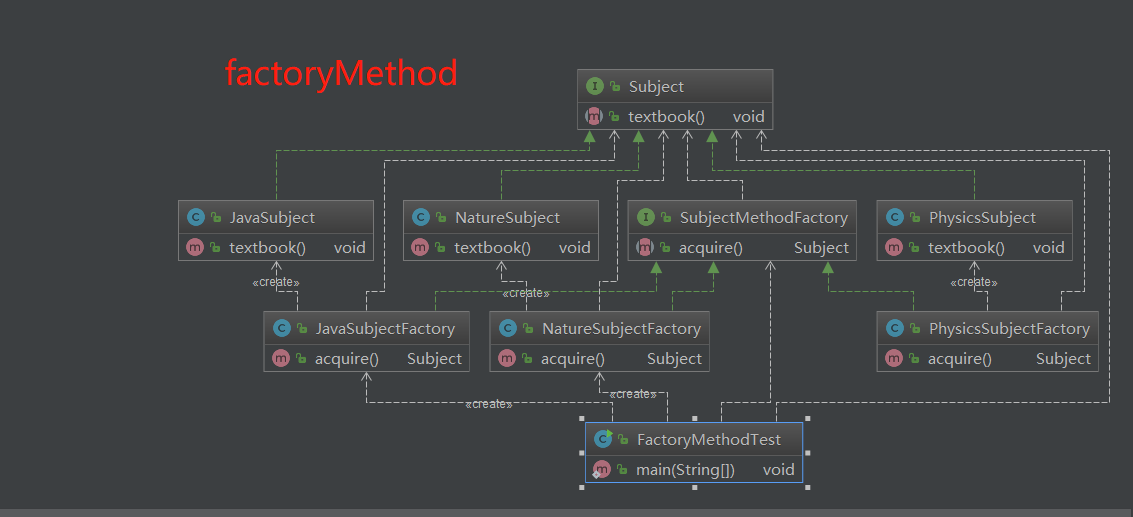 factoryMethod
I Subject
m textbook() void
C JavaSubject
m textbook() void
C NatureSubject
m textbook() void
I SubjectMethodFactory
m acquire() Subject
C PhysicsSubject
m textbook() void
«create»
«create»
«create»
C JavaSubjectFactory
m acquire() Subject
C NatureSubjectFactory
m acquire() Subject
C PhysicsSubjectFactory
m acquire() Subject
«create»
«create»
C FactoryMethodTest
m main(String[]) void